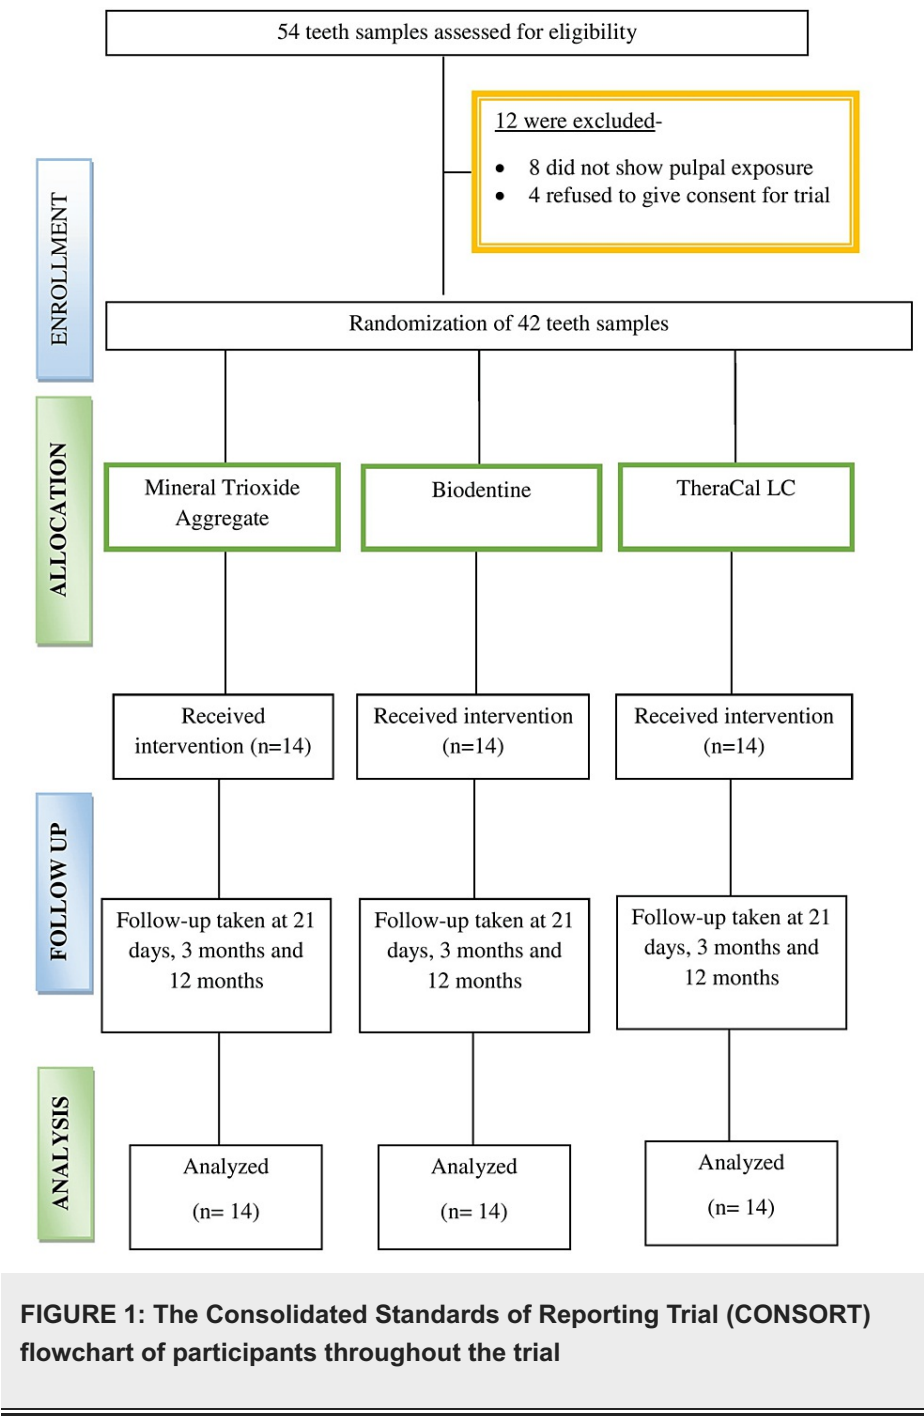 54 teeth samples assessed for eligibility
12 were excluded-
• 8 did not show pulpal exposure
• 4 refused to give consent for trial
ENROLLMENT
Randomization of 42 teeth samples
ALLOCATION
Mineral Trioxide
Aggregate
Biodentine
TheraCal LC
Received
intervention (n=14)
Received intervention
(n=14)
Received intervention
(n=14)
FOLLOW UP
Follow-up taken at 21
days, 3 months and
12 months
Follow-up taken at 21
days, 3 months and
12 months
Follow-up taken at 21
days, 3 months and
12 months
ANALYSIS
Analyzed
(n= 14)
Analyzed
(n= 14)
Analyzed
(n= 14)
FIGURE 1: The Consolidated Standards of Reporting Trial (CONSORT)
flowchart of participants throughout the trial